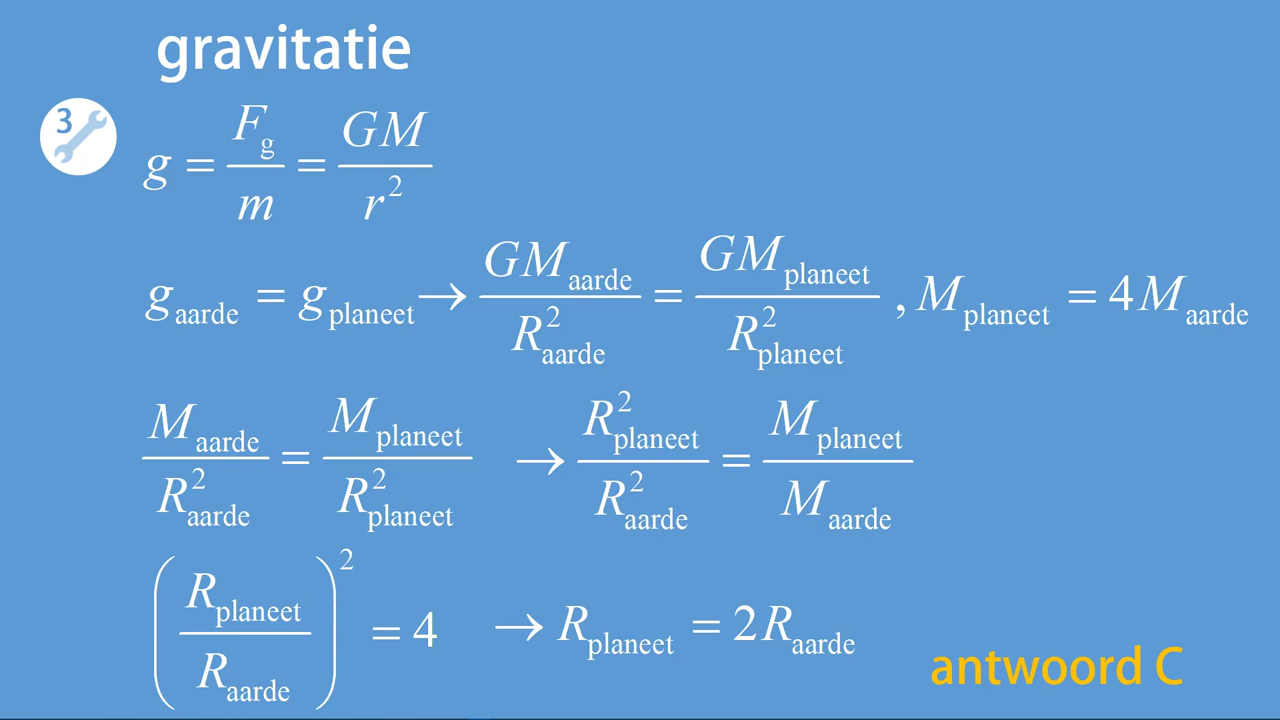 gravitatie
3
g = F_g / m = GM / r²
g_aarde = g_planeet → GM_aarde / R²_aarde = GM_planeet / R²_planeet , M_planeet = 4M_aarde
M_aarde / R²_aarde = M_planeet / R²_planeet → R²_planeet / R²_aarde = M_planeet / M_aarde
(R_planeet / R_aarde)² = 4 → R_planeet = 2R_aarde
antwoord C